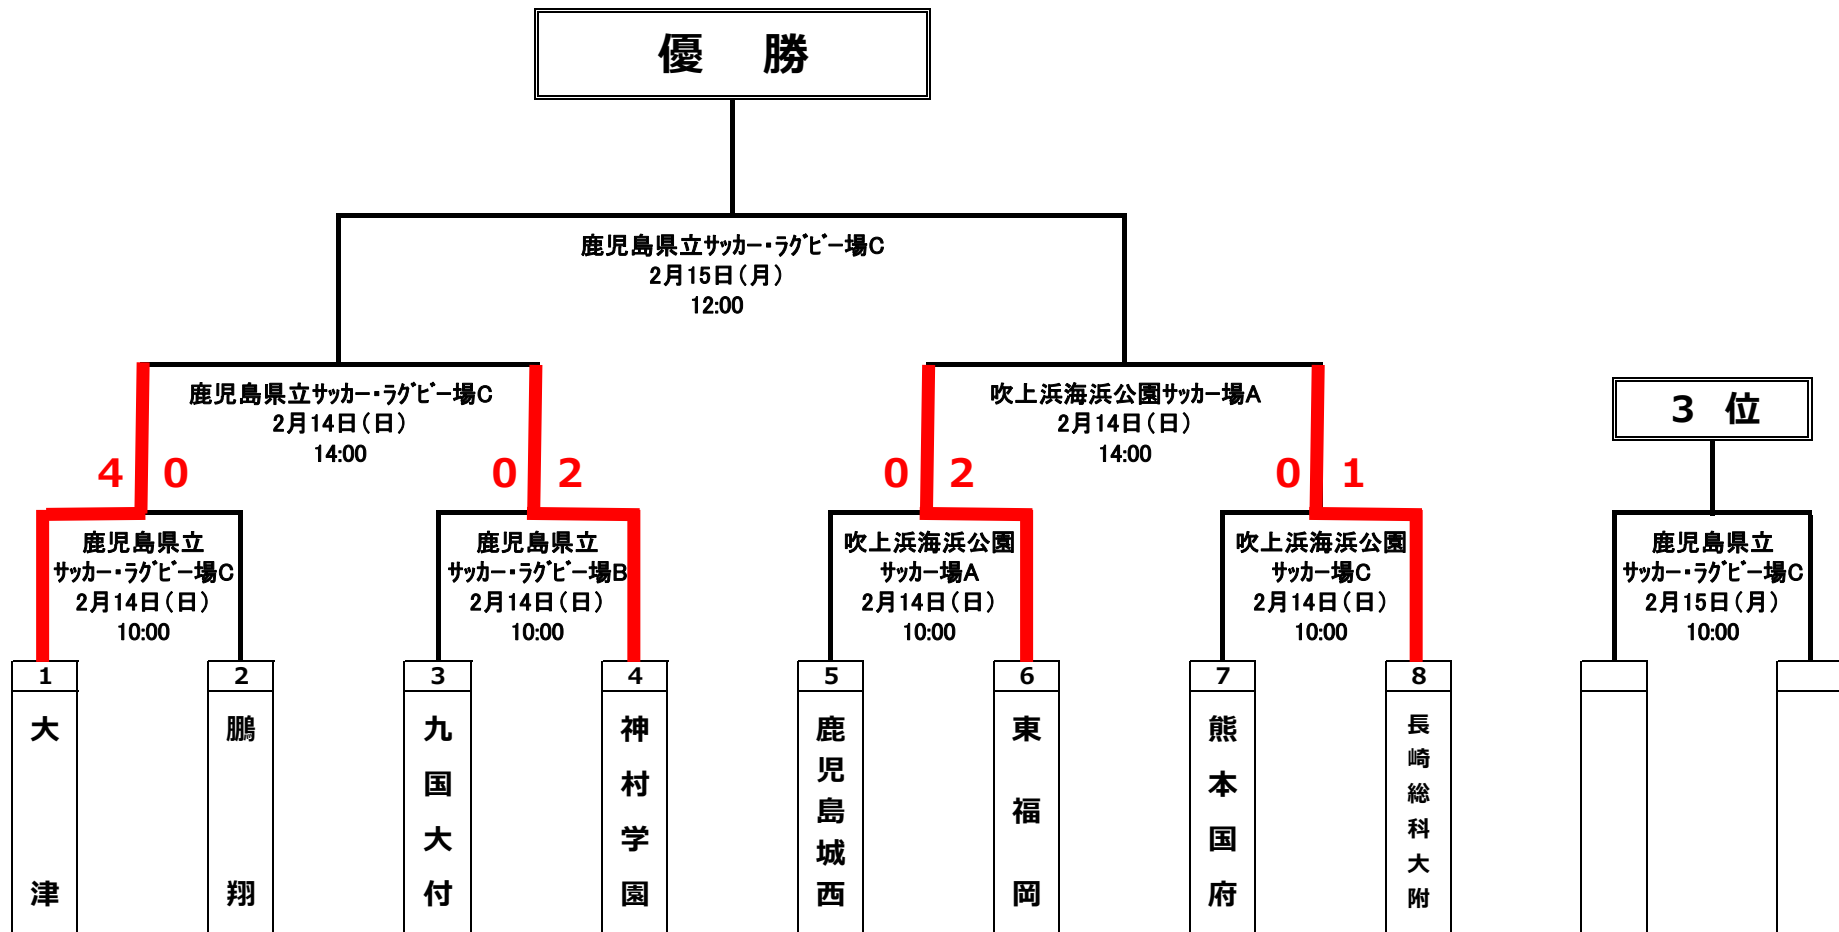 優　勝
鹿児島県立ｻｯｶｰ・ﾗｸﾞﾋﾞｰ場C
2月15日（月）
12:00
鹿児島県立ｻｯｶｰ・ﾗｸﾞﾋﾞｰ場C
2月14日（日）
14:00
吹上浜海浜公園ｻｯｶｰ場A
2月14日（日）
14:00
3 位
4 0
0 2
0 2
0 1
鹿児島県立
ｻｯｶｰ・ﾗｸﾞﾋﾞｰ場C
2月14日（日）
10:00
鹿児島県立
ｻｯｶｰ・ﾗｸﾞﾋﾞｰ場B
2月14日（日）
10:00
吹上浜海浜公園
ｻｯｶｰ場A
2月14日（日）
10:00
吹上浜海浜公園
ｻｯｶｰ場C
2月14日（日）
10:00
鹿児島県立
ｻｯｶｰ・ﾗｸﾞﾋﾞｰ場C
2月15日（月）
10:00
1
大津
2
鵬翔
3
九国大付
4
神村学園
5
鹿児島城西
6
東福岡
7
熊本国府
8
長崎総科大附